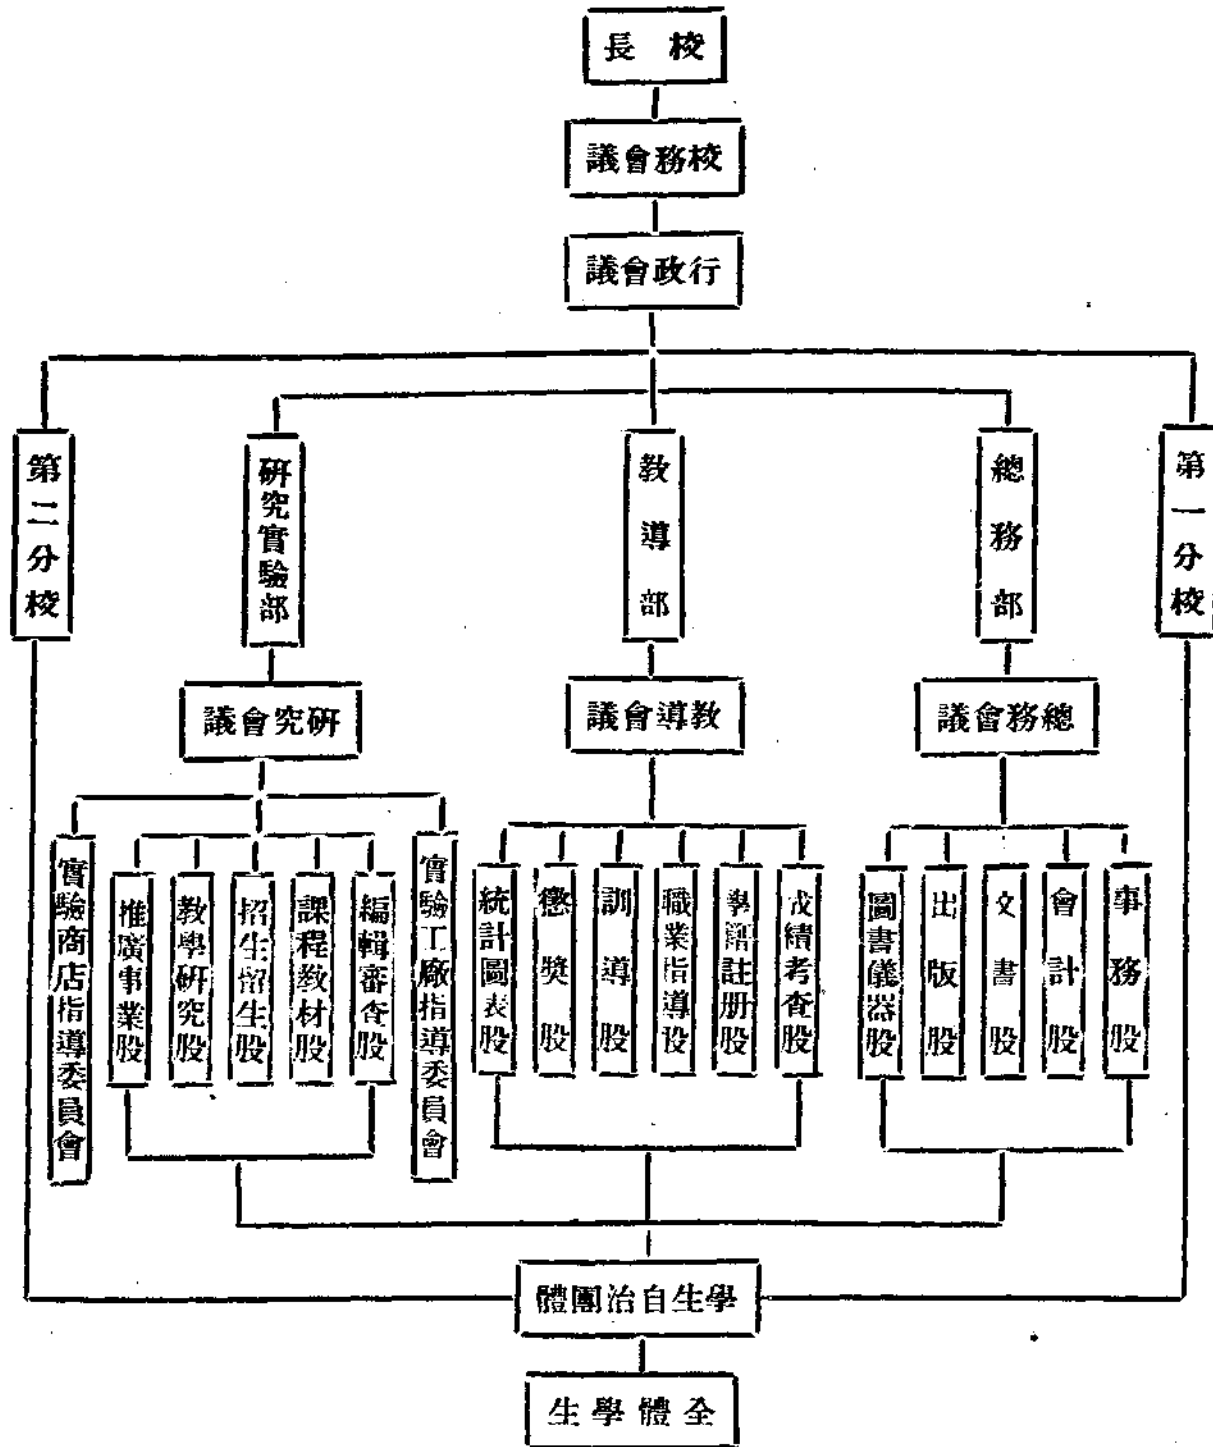 校長
校務會議
行政會議
第一分校
總務部
教導部
研究實驗部
第二分校
總務會議
教導會議
研究會議
事務股
會計股
文書股
出版股
圖書儀器股
成績考查股
學籍註册股
職業指導股
訓導股
懲獎股
統計圖表股
實驗工廠指導委員會
編輯審查股
課程教材股
招生留生股
教學研究股
推廣事業股
實驗商店指導委員會
學生自治團體
全體學生